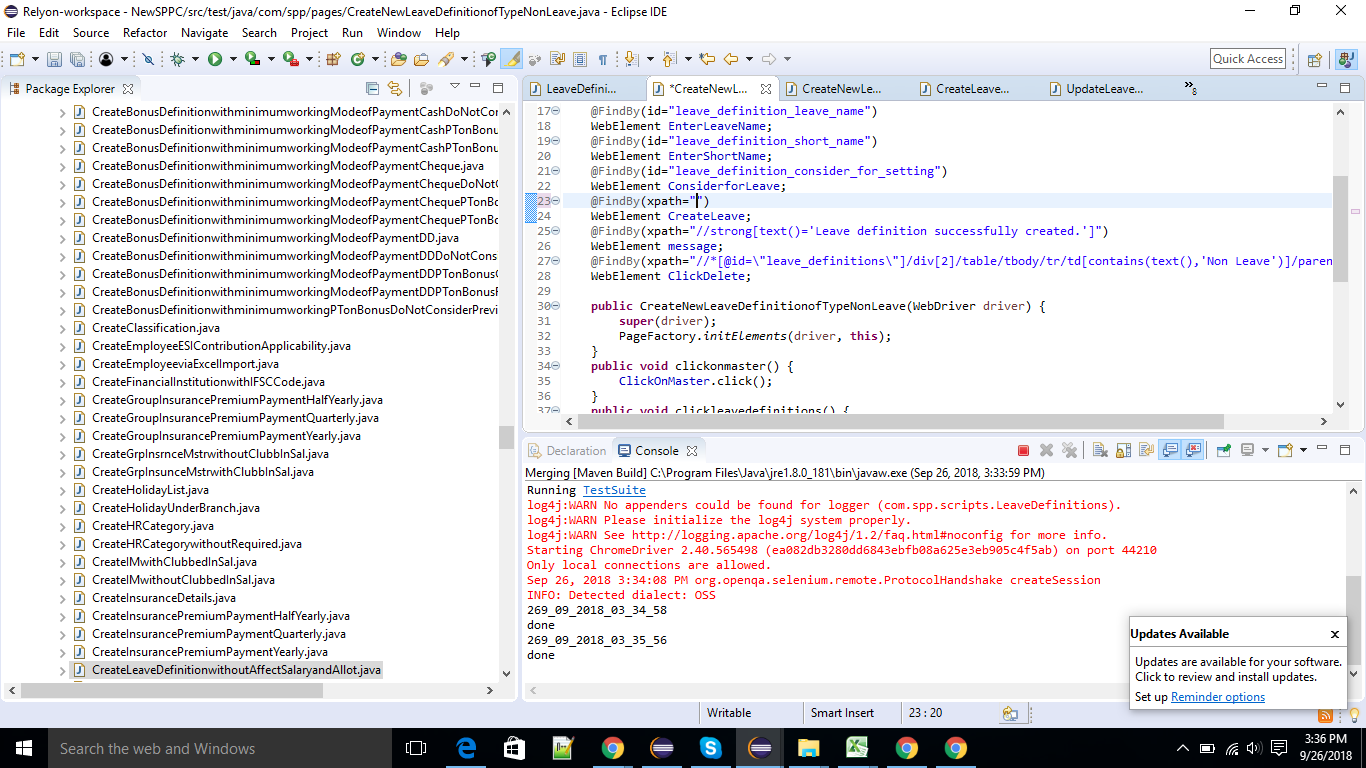 Relyon-workspace - NewSPPC/src/test/java/com/spp/pages/CreateNewLeaveDefinitionofTypeNonLeave.java - Eclipse IDE
File Edit Source Refactor Navigate Search Project Run Window Help
Quick Access
Package Explorer
CreateBonusDefinitionwithminimumworkingModeofPaymentCashDoNotCor
CreateBonusDefinitionwithminimumworkingModeofPaymentCashPTonBonu
CreateBonusDefinitionwithminimumworkingModeofPaymentCashPTonBonu
CreateBonusDefinitionwithminimumworkingModeofPaymentCheque.java
CreateBonusDefinitionwithminimumworkingModeofPaymentChequeDoNotC
CreateBonusDefinitionwithminimumworkingModeofPaymentChequePTonBo
CreateBonusDefinitionwithminimumworkingModeofPaymentChequePTonBo
CreateBonusDefinitionwithminimumworkingModeofPaymentDD.java
CreateBonusDefinitionwithminimumworkingModeofPaymentDDDoNotCons
CreateBonusDefinitionwithminimumworkingModeofPaymentDDPTonBonusC
CreateBonusDefinitionwithminimumworkingModeofPaymentDDPTonBonusF
CreateBonusDefinitionwithminimumworkingPTonBonusDoNotConsiderPrevi
CreateClassification.java
CreateEmployeeESIContributionApplicability.java
CreateEmployeeviaExcelImport.java
CreateFinancialInstitutionwithIFSCCode.java
CreateGroupInsurancePremiumPaymentHalfYearly.java
CreateGroupInsurancePremiumPaymentQuarterly.java
CreateGroupInsurancePremiumPaymentYearly.java
CreateGrpInsrnceMstrwithoutClubbInSal.java
CreateGrpInsunceMstrwithClubbInSal.java
CreateHolidayList.java
CreateHolidayUnderBranch.java
CreateHRCategory.java
CreateHRCategorywithoutRequired.java
CreateIMwithClubbedInSal.java
CreateIMwithoutClubbedInSal.java
CreateInsuranceDetails.java
CreateInsurancePremiumPaymentHalfYearly.java
CreateInsurancePremiumPaymentQuarterly.java
CreateInsurancePremiumPaymentYearly.java
CreateLeaveDefinitionwithoutAffectSalaryandAllot.java
LeaveDefini... *CreateNewL... CreateNewLe... CreateLeave... UpdateLeave... »8
17 @FindBy(id="leave_definition_leave_name")
18 WebElement EnterLeaveName;
19 @FindBy(id="leave_definition_short_name")
20 WebElement EnterShortName;
21 @FindBy(id="leave_definition_consider_for_setting")
22 WebElement ConsiderforLeave;
23 @FindBy(xpath="")
24 WebElement CreateLeave;
25 @FindBy(xpath="//strong[text()='Leave definition successfully created.']")
26 WebElement message;
27 @FindBy(xpath="//*[@id=\"leave_definitions\"]/div[2]/table/tbody/tr/td[contains(text(),'Non Leave')]/paren
28 WebElement ClickDelete;
29
30 public CreateNewLeaveDefinitionofTypeNonLeave(WebDriver driver) {
31 super(driver);
32 PageFactory.initElements(driver, this);
33 }
34 public void clickonmaster() {
35 ClickOnMaster.click();
36 }
37 public void clickleavedefinitions() {
Declaration Console
Merging [Maven Build] C:\Program Files\Java\jre1.8.0_181\bin\javaw.exe (Sep 26, 2018, 3:33:59 PM)
Running TestSuite
log4j:WARN No appenders could be found for logger (com.spp.scripts.LeaveDefinitions).
log4j:WARN Please initialize the log4j system properly.
log4j:WARN See http://logging.apache.org/log4j/1.2/faq.html#noconfig for more info.
Starting ChromeDriver 2.40.565498 (ea082db3280dd6843ebfb08a625e3eb905c4f5ab) on port 44210
Only local connections are allowed.
Sep 26, 2018 3:34:08 PM org.openqa.selenium.remote.ProtocolHandshake createSession
INFO: Detected dialect: OSS
269_09_2018_03_34_58
done
269_09_2018_03_35_56
done
Updates Available x
Updates are available for your software.
Click to review and install updates.
Set up Reminder options
Writable Smart Insert 23 : 20
Search the web and Windows
3:36 PM
9/26/2018